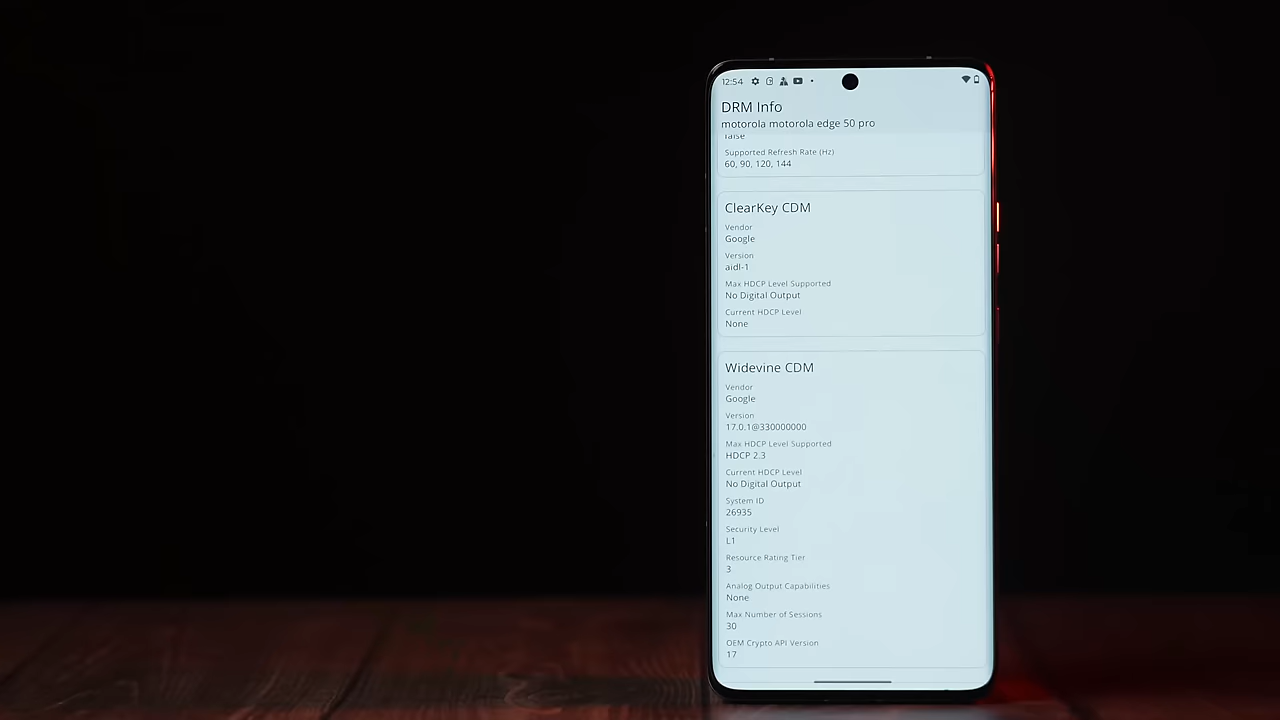 12:54
DRM Info
motorola motorola edge 50 pro
false
Supported Refresh Rate (Hz)
60, 90, 120, 144
ClearKey CDM
Vendor
Google
Version
aidl-1
Max HDCP Level Supported
No Digital Output
Current HDCP Level
None
Widevine CDM
Vendor
Google
Version
17.0.1@330000000
Max HDCP Level Supported
HDCP 2.3
Current HDCP Level
No Digital Output
System ID
26935
Security Level
L1
Resource Rating Tier
3
Analog Output Capabilities
None
Max Number of Sessions
30
OEM Crypto API Version
17